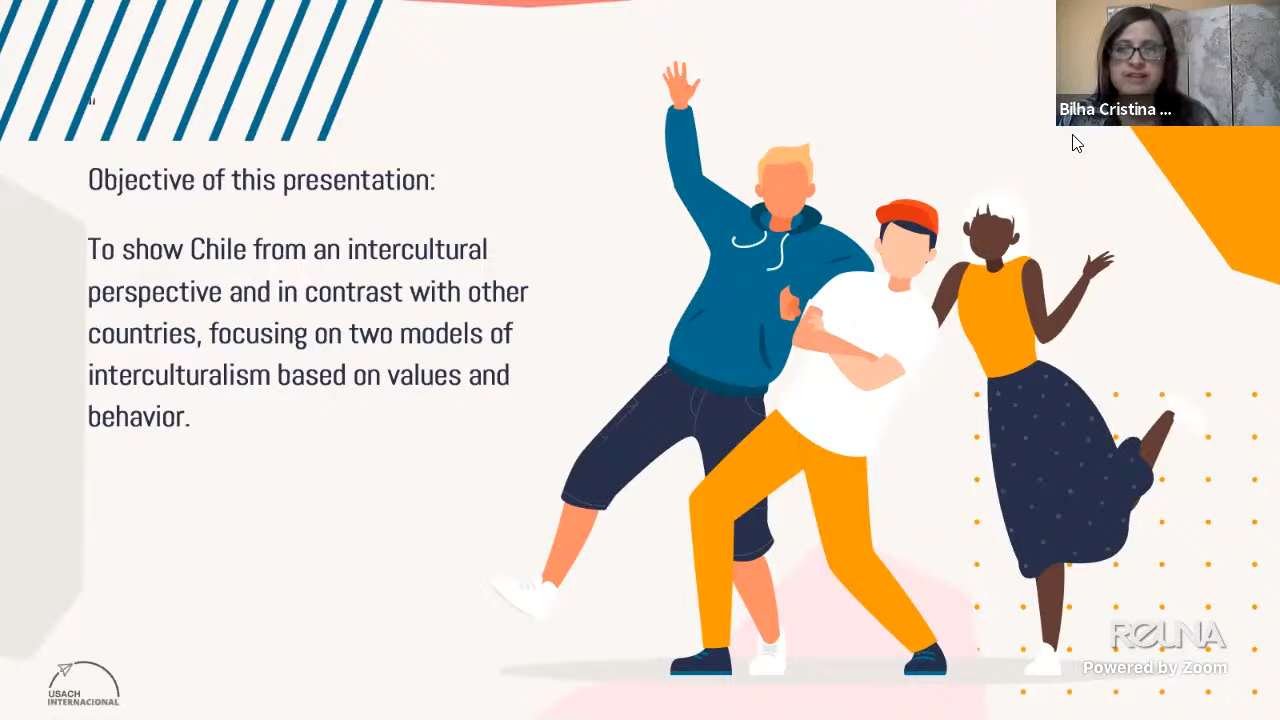 Bilha Cristina ...
"
Objective of this presentation:
To show Chile from an intercultural
perspective and in contrast with other
countries, focusing on two models of
interculturalism based on values and
behavior.
REUNA
Powered by Zoom
USACH
INTERNACIONAL